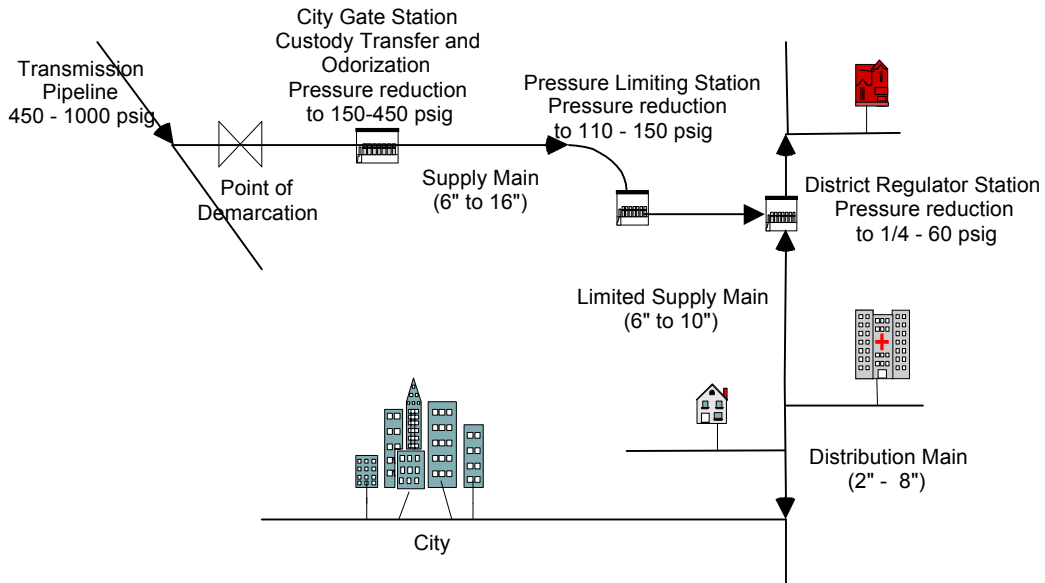 City Gate Station
Custody Transfer and
Odorization
Pressure reduction
to 150-450 psig
Transmission
Pipeline
450 - 1000 psig
Pressure Limiting Station
Pressure reduction
to 110 - 150 psig
Point of
Demarcation
Supply Main
(6" to 16")
District Regulator Station
Pressure reduction
to 1/4 - 60 psig
Limited Supply Main
(6" to 10")
Distribution Main
(2" - 8")
City